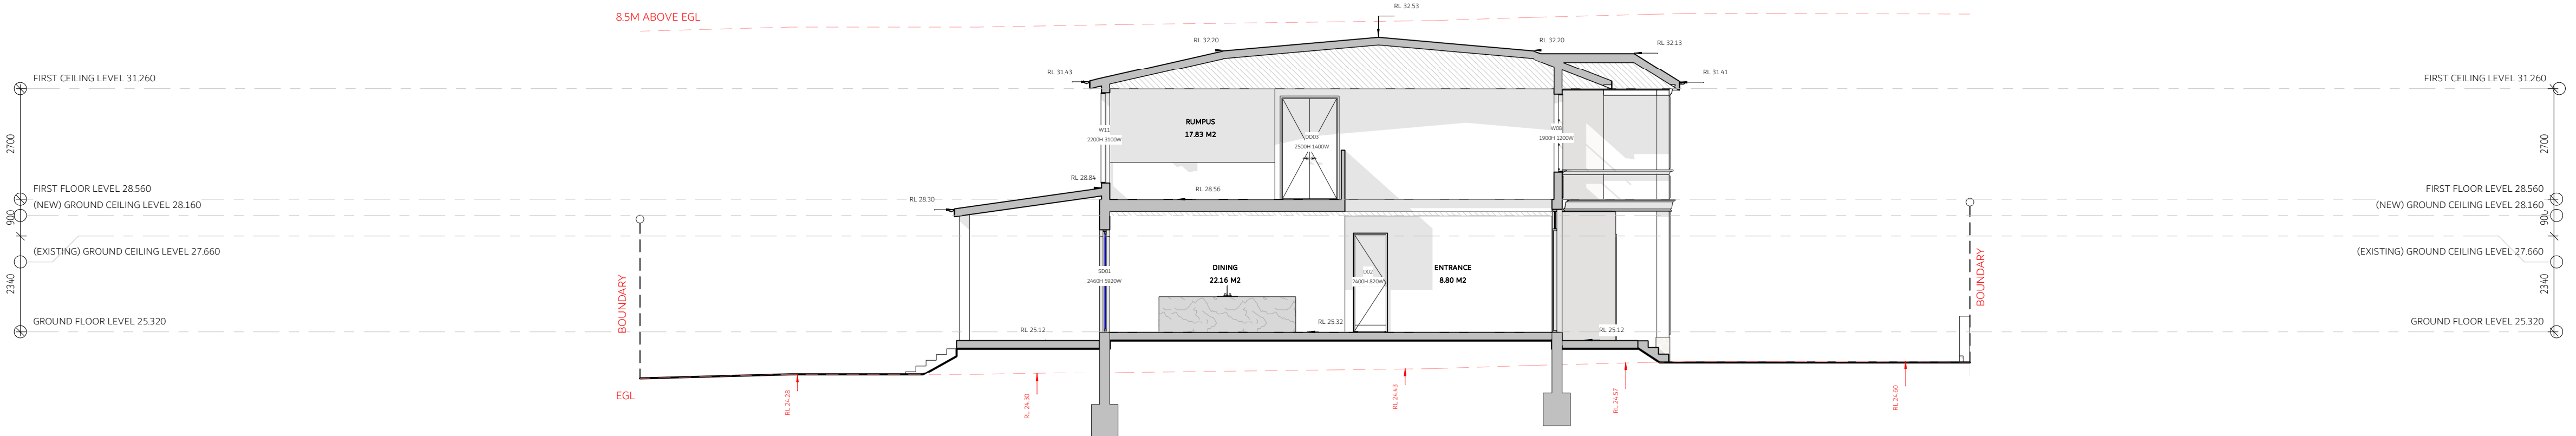 8.5M ABOVE EGL
RL 32.53
RL 32.20
RL 32.20
RL 32.13
RL 31.43
RL 31.41
FIRST CEILING LEVEL 31.260
FIRST CEILING LEVEL 31.260
2700
2700
RUMPUS
17.83 M2
W11
2200H 3100W
DD03
2500H 1400W
W08
1900H 1200W
FIRST FLOOR LEVEL 28.560
RL 28.84
RL 28.56
FIRST FLOOR LEVEL 28.560
(NEW) GROUND CEILING LEVEL 28.160
RL 28.30
(NEW) GROUND CEILING LEVEL 28.160
900
900
(EXISTING) GROUND CEILING LEVEL 27.660
(EXISTING) GROUND CEILING LEVEL 27.660
2340
2340
BOUNDARY
BOUNDARY
SD01
2460H 5920W
DINING
22.16 M2
D02
2400H 820W
ENTRANCE
8.80 M2
GROUND FLOOR LEVEL 25.320
RL 25.12
RL 25.32
RL 25.12
GROUND FLOOR LEVEL 25.320
EGL
RL 24.28
RL 24.30
RL 24.43
RL 24.57
RL 24.60